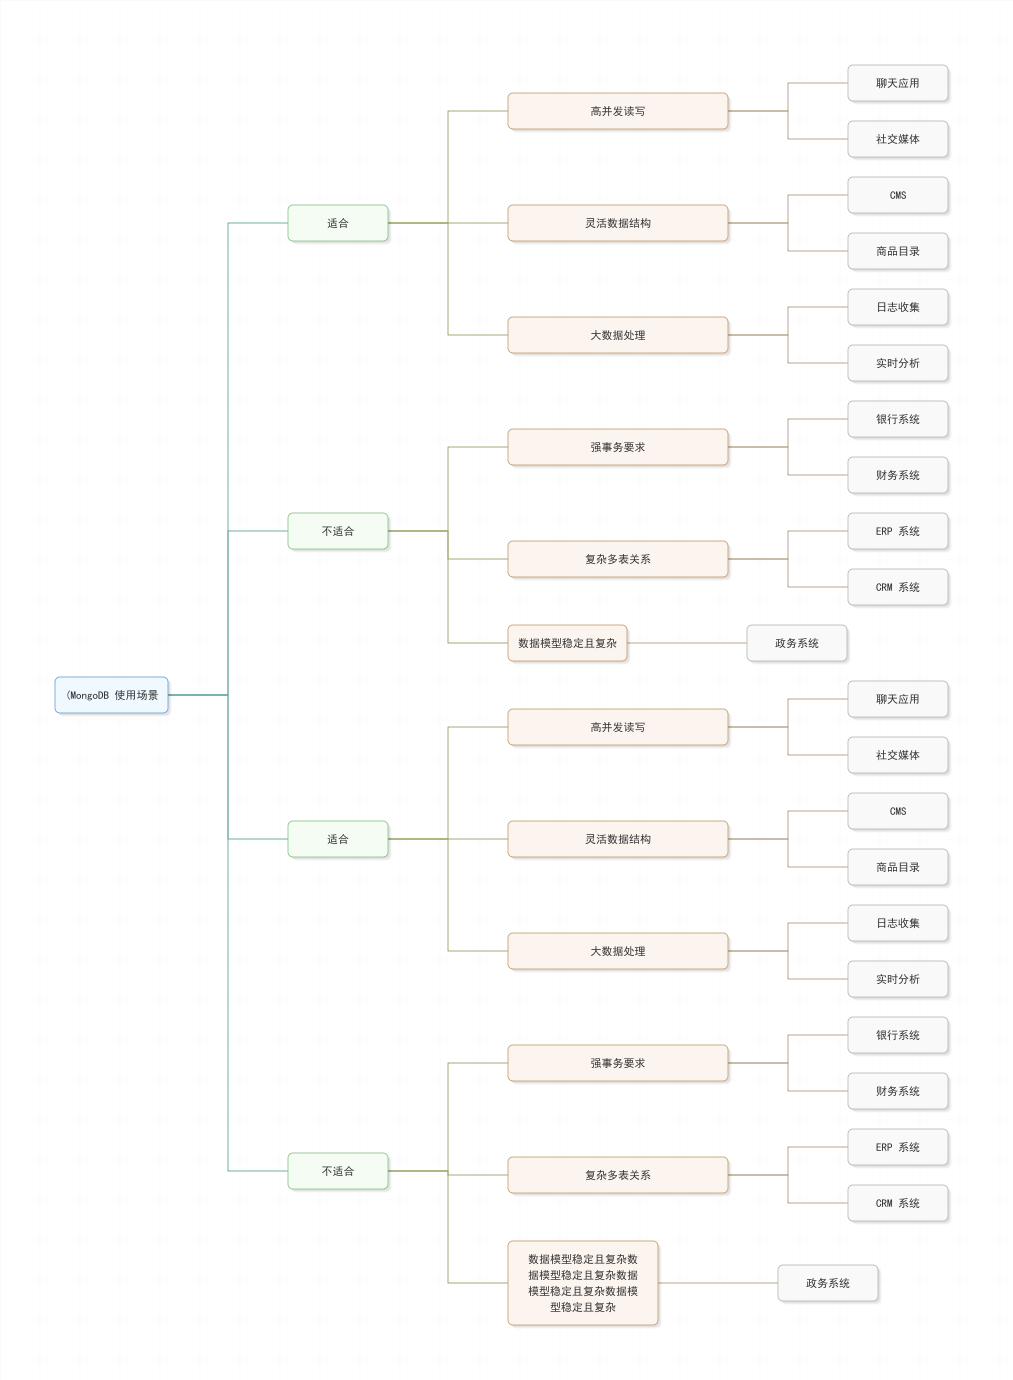 (MongoDB 使用场景
适合
高并发读写
聊天应用
社交媒体
灵活数据结构
CMS
商品目录
大数据处理
日志收集
实时分析
不适合
强事务要求
银行系统
财务系统
复杂多表关系
ERP 系统
CRM 系统
数据模型稳定且复杂
政务系统
适合
高并发读写
聊天应用
社交媒体
灵活数据结构
CMS
商品目录
大数据处理
日志收集
实时分析
不适合
强事务要求
银行系统
财务系统
复杂多表关系
ERP 系统
CRM 系统
数据模型稳定且复杂数
据模型稳定且复杂数据
模型稳定且复杂数据模
型稳定且复杂
政务系统